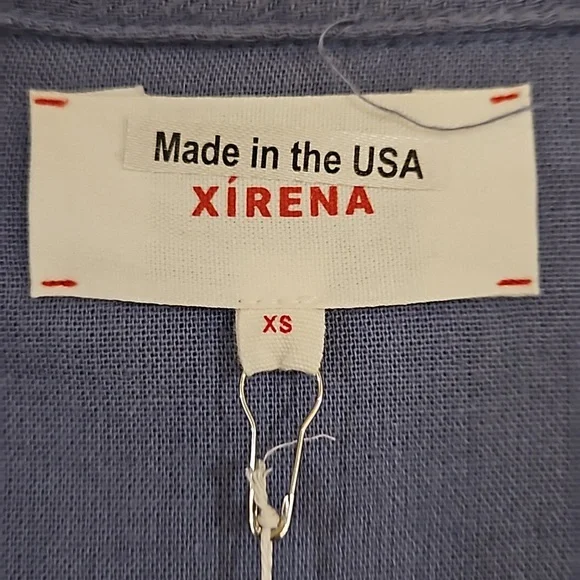 Made in the USA
XÍRENA
XS